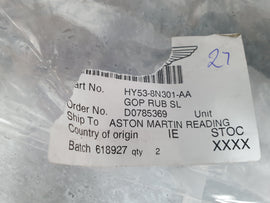 27
Part No. HY53-8N301-AA
GOP RUB SL
Order No. D0785369 Unit
Ship To ASTON MARTIN READING
Country of origin IE STOC
XXXX
Batch 618927 qty 2